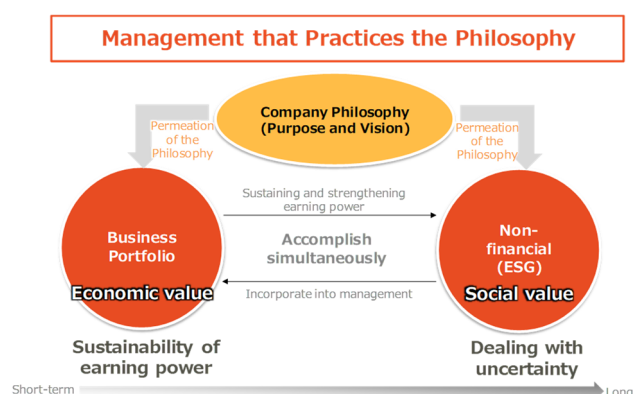 Management that Practices the Philosophy
Company Philosophy
(Purpose and Vision)
Permeation
of the
Philosophy
Permeation
of the
Philosophy
Sustaining and strengthening
earning power
Business
Portfolio
Economic value
Accomplish
simultaneously
Non-
financial
(ESG)
Social value
Incorporate into management
Sustainability of
earning power
Dealing with
uncertainty
Short-term
Long